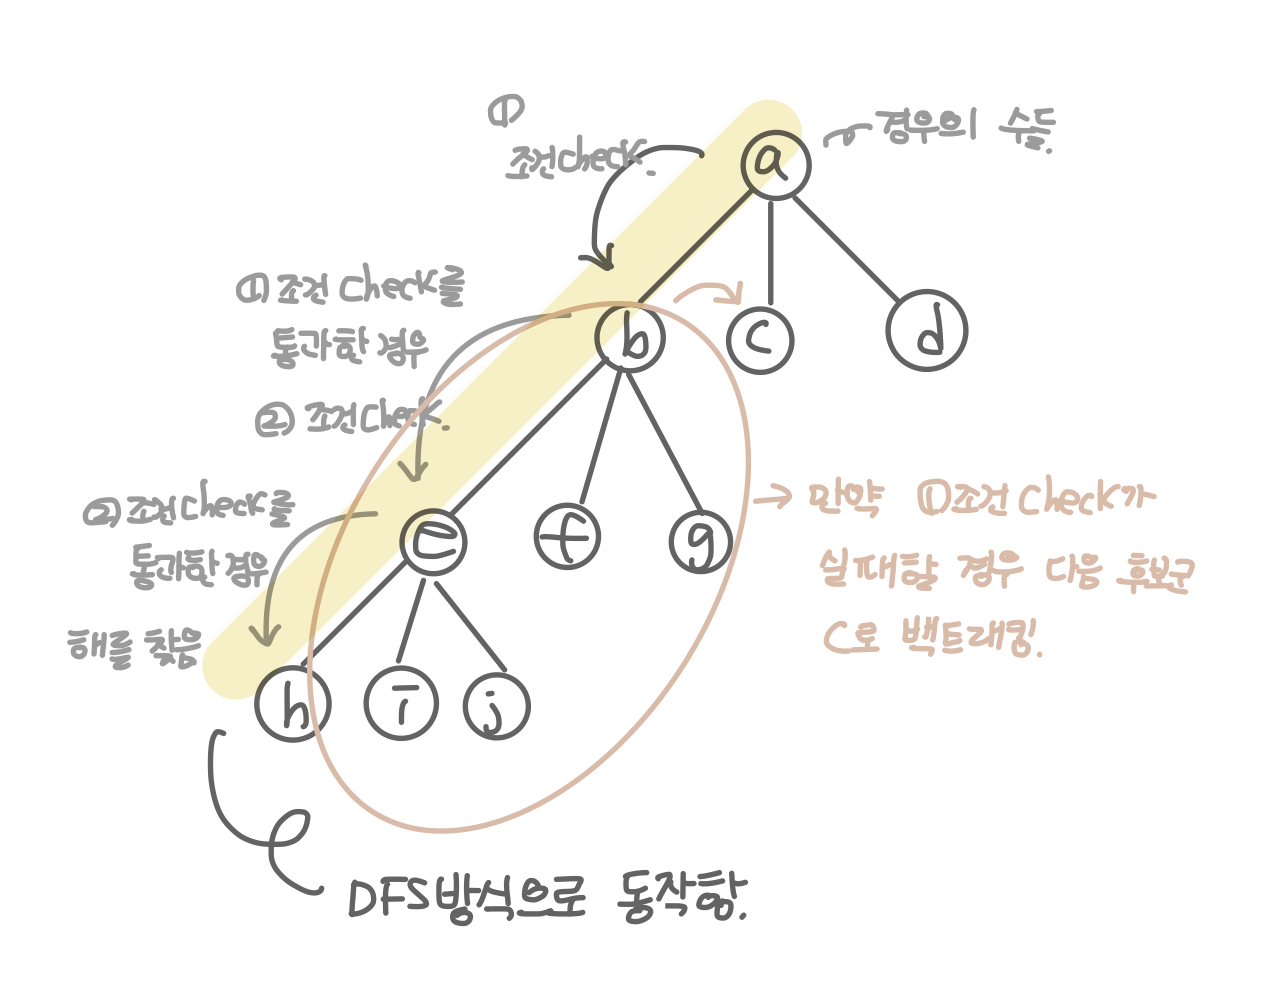 ①
조건check.
a
경우의 수들.
① 조건 check를
통과한 경우
② 조건check.
b
c
d
② 조건check를
통과한 경우
해를 찾음
e
f
g
→ 만약 ①조건check가
실패할 경우 다음 후보군
C로 백트래킹.
h
i
j
DFS방식으로 동작함.